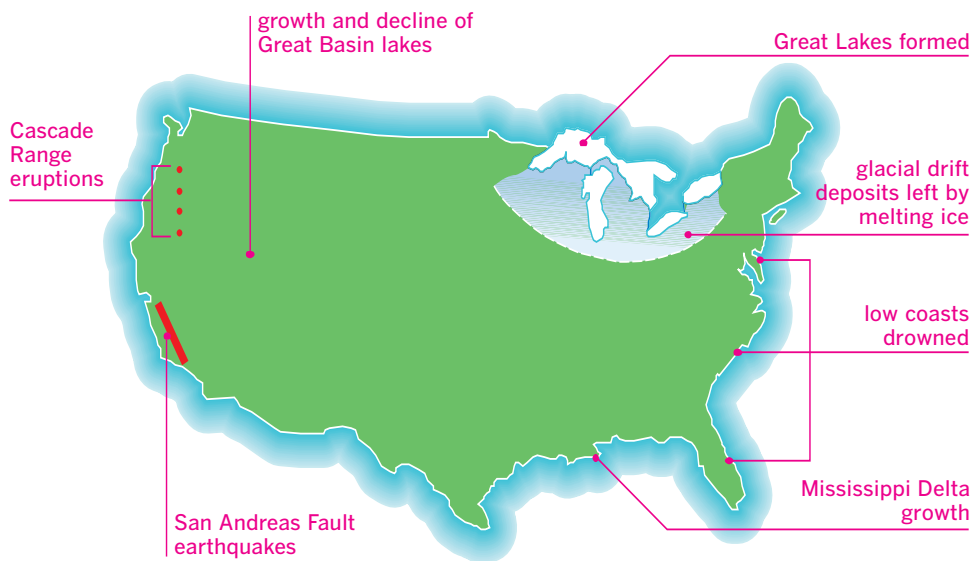 growth and decline of
Great Basin lakes
Great Lakes formed
Cascade
Range
eruptions
glacial drift
deposits left by
melting ice
low coasts
drowned
Mississippi Delta
growth
San Andreas Fault
earthquakes